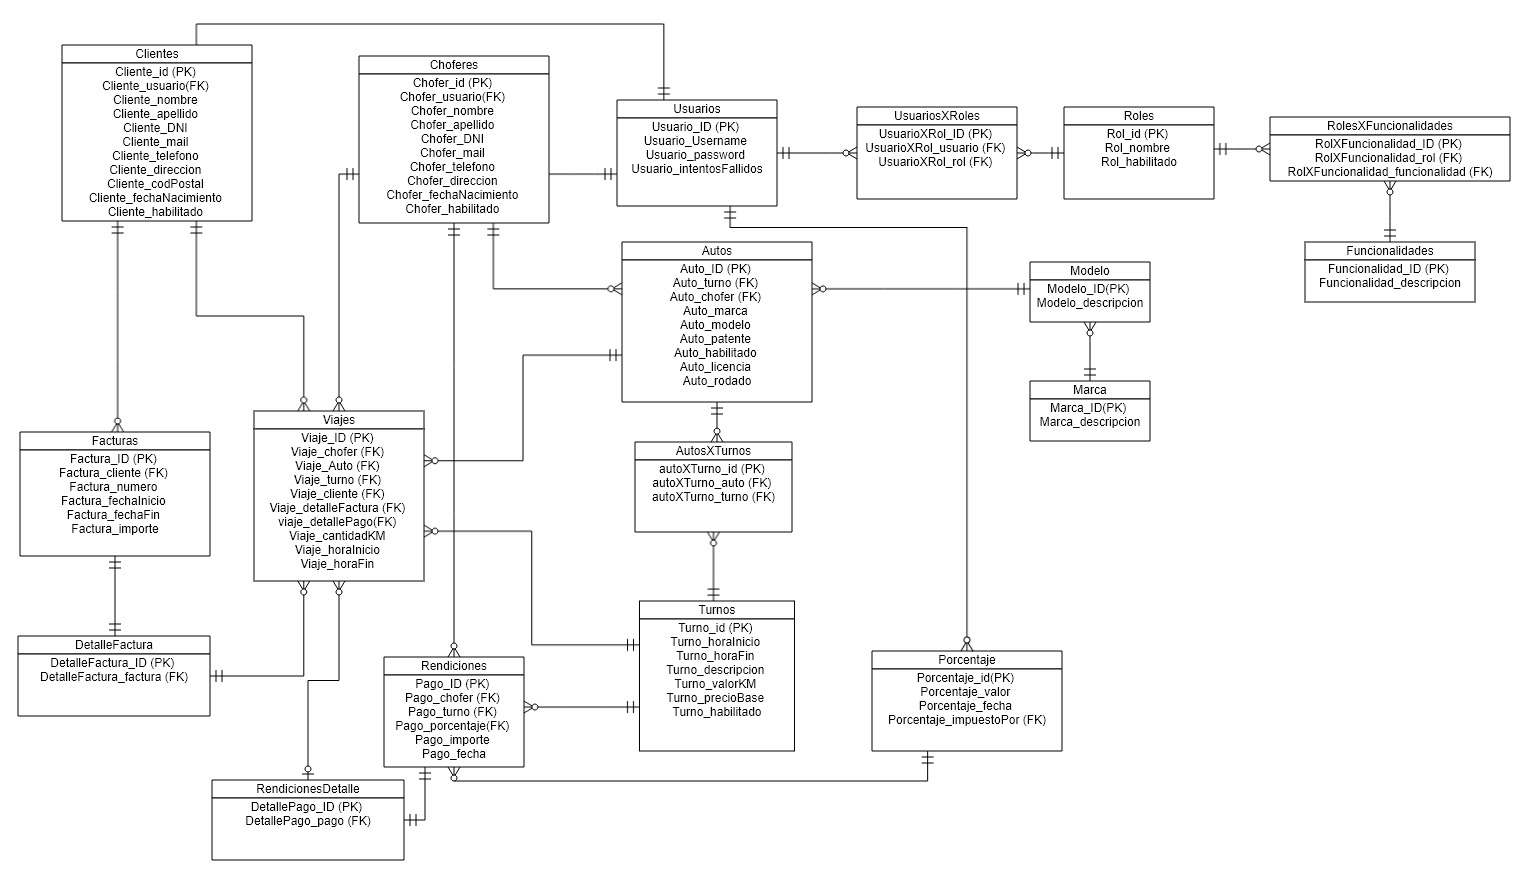 Clientes
Cliente_id (PK)
Cliente_usuario(FK)
Cliente_nombre
Cliente_apellido
Cliente_DNI
Cliente_mail
Cliente_telefono
Cliente_direccion
Cliente_codPostal
Cliente_fechaNacimiento
Cliente_habilitado
Choferes
Chofer_id (PK)
Chofer_usuario(FK)
Chofer_nombre
Chofer_apellido
Chofer_DNI
Chofer_mail
Chofer_telefono
Chofer_direccion
Chofer_fechaNacimiento
Chofer_habilitado
Usuarios
Usuario_ID (PK)
Usuario_Username
Usuario_password
Usuario_intentosFallidos
UsuariosXRoles
UsuarioXRol_ID (PK)
UsuarioXRol_usuario (FK)
UsuarioXRol_rol (FK)
Roles
Rol_id (PK)
Rol_nombre
Rol_habilitado
RolesXFuncionalidades
RolXFuncionalidad_ID (PK)
RolXFuncionalidad_rol (FK)
RolXFuncionalidad_funcionalidad (FK)
Funcionalidades
Funcionalidad_ID (PK)
Funcionalidad_descripcion
Autos
Auto_ID (PK)
Auto_turno (FK)
Auto_chofer (FK)
Auto_marca
Auto_modelo
Auto_patente
Auto_habilitado
Auto_licencia
Auto_rodado
Modelo
Modelo_ID(PK)
Modelo_descripcion
Marca
Marca_ID(PK)
Marca_descripcion
Facturas
Factura_ID (PK)
Factura_cliente (FK)
Factura_numero
Factura_fechaInicio
Factura_fechaFin
Factura_importe
Viajes
Viaje_ID (PK)
Viaje_chofer (FK)
Viaje_Auto (FK)
Viaje_turno (FK)
Viaje_cliente (FK)
Viaje_detalleFactura (FK)
viaje_detallePago(FK)
Viaje_cantidadKM
Viaje_horaInicio
Viaje_horaFin
AutosXTurnos
autoXTurno_id (PK)
autoXTurno_auto (FK)
autoXTurno_turno (FK)
Turnos
Turno_id (PK)
Turno_horaInicio
Turno_horaFin
Turno_descripcion
Turno_valorKM
Turno_precioBase
Turno_habilitado
DetalleFactura
DetalleFactura_ID (PK)
DetalleFactura_factura (FK)
Rendiciones
Pago_ID (PK)
Pago_chofer (FK)
Pago_turno (FK)
Pago_porcentaje(FK)
Pago_importe
Pago_fecha
Porcentaje
Porcentaje_id(PK)
Porcentaje_valor
Porcentaje_fecha
Porcentaje_impuestoPor (FK)
RendicionesDetalle
DetallePago_ID (PK)
DetallePago_pago (FK)